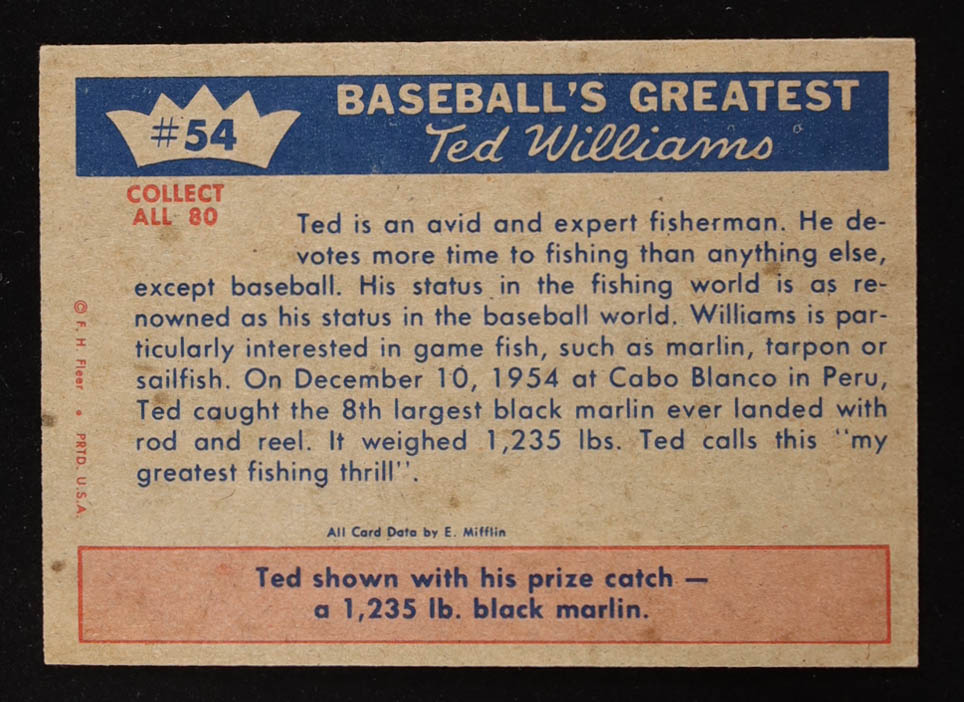 #54
BASEBALL'S GREATEST
Ted Williams
COLLECT
ALL 80
Ted is an avid and expert fisherman. He de-
votes more time to fishing than anything else,
except baseball. His status in the fishing world is as re-
nowned as his status in the baseball world. Williams is par-
ticularly interested in game fish, such as marlin, tarpon or
sailfish. On December 10, 1954 at Cabo Blanco in Peru,
Ted caught the 8th largest black marlin ever landed with
rod and reel. It weighed 1,235 lbs. Ted calls this "my
greatest fishing thrill".
© F. H. Fleer • PRTD. U.S.A.
All Card Data by E. Mifflin
Ted shown with his prize catch —
a 1,235 lb. black marlin.